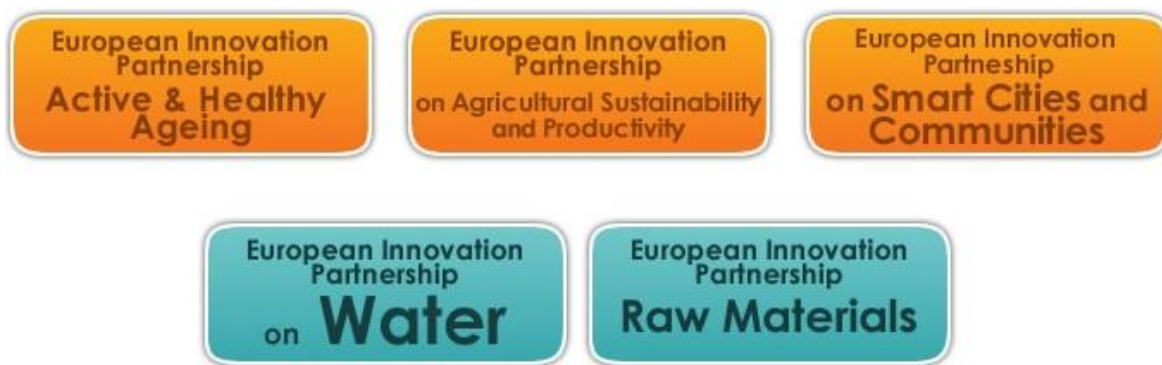 European Innovation
Partnership
Active & Healthy
Ageing
European Innovation
Partnership
on Agricultural Sustainability
and Productivity
European Innovation
Partneship
on Smart Cities and
Communities
European Innovation
Partnership
on Water
European Innovation
Partnership
Raw Materials